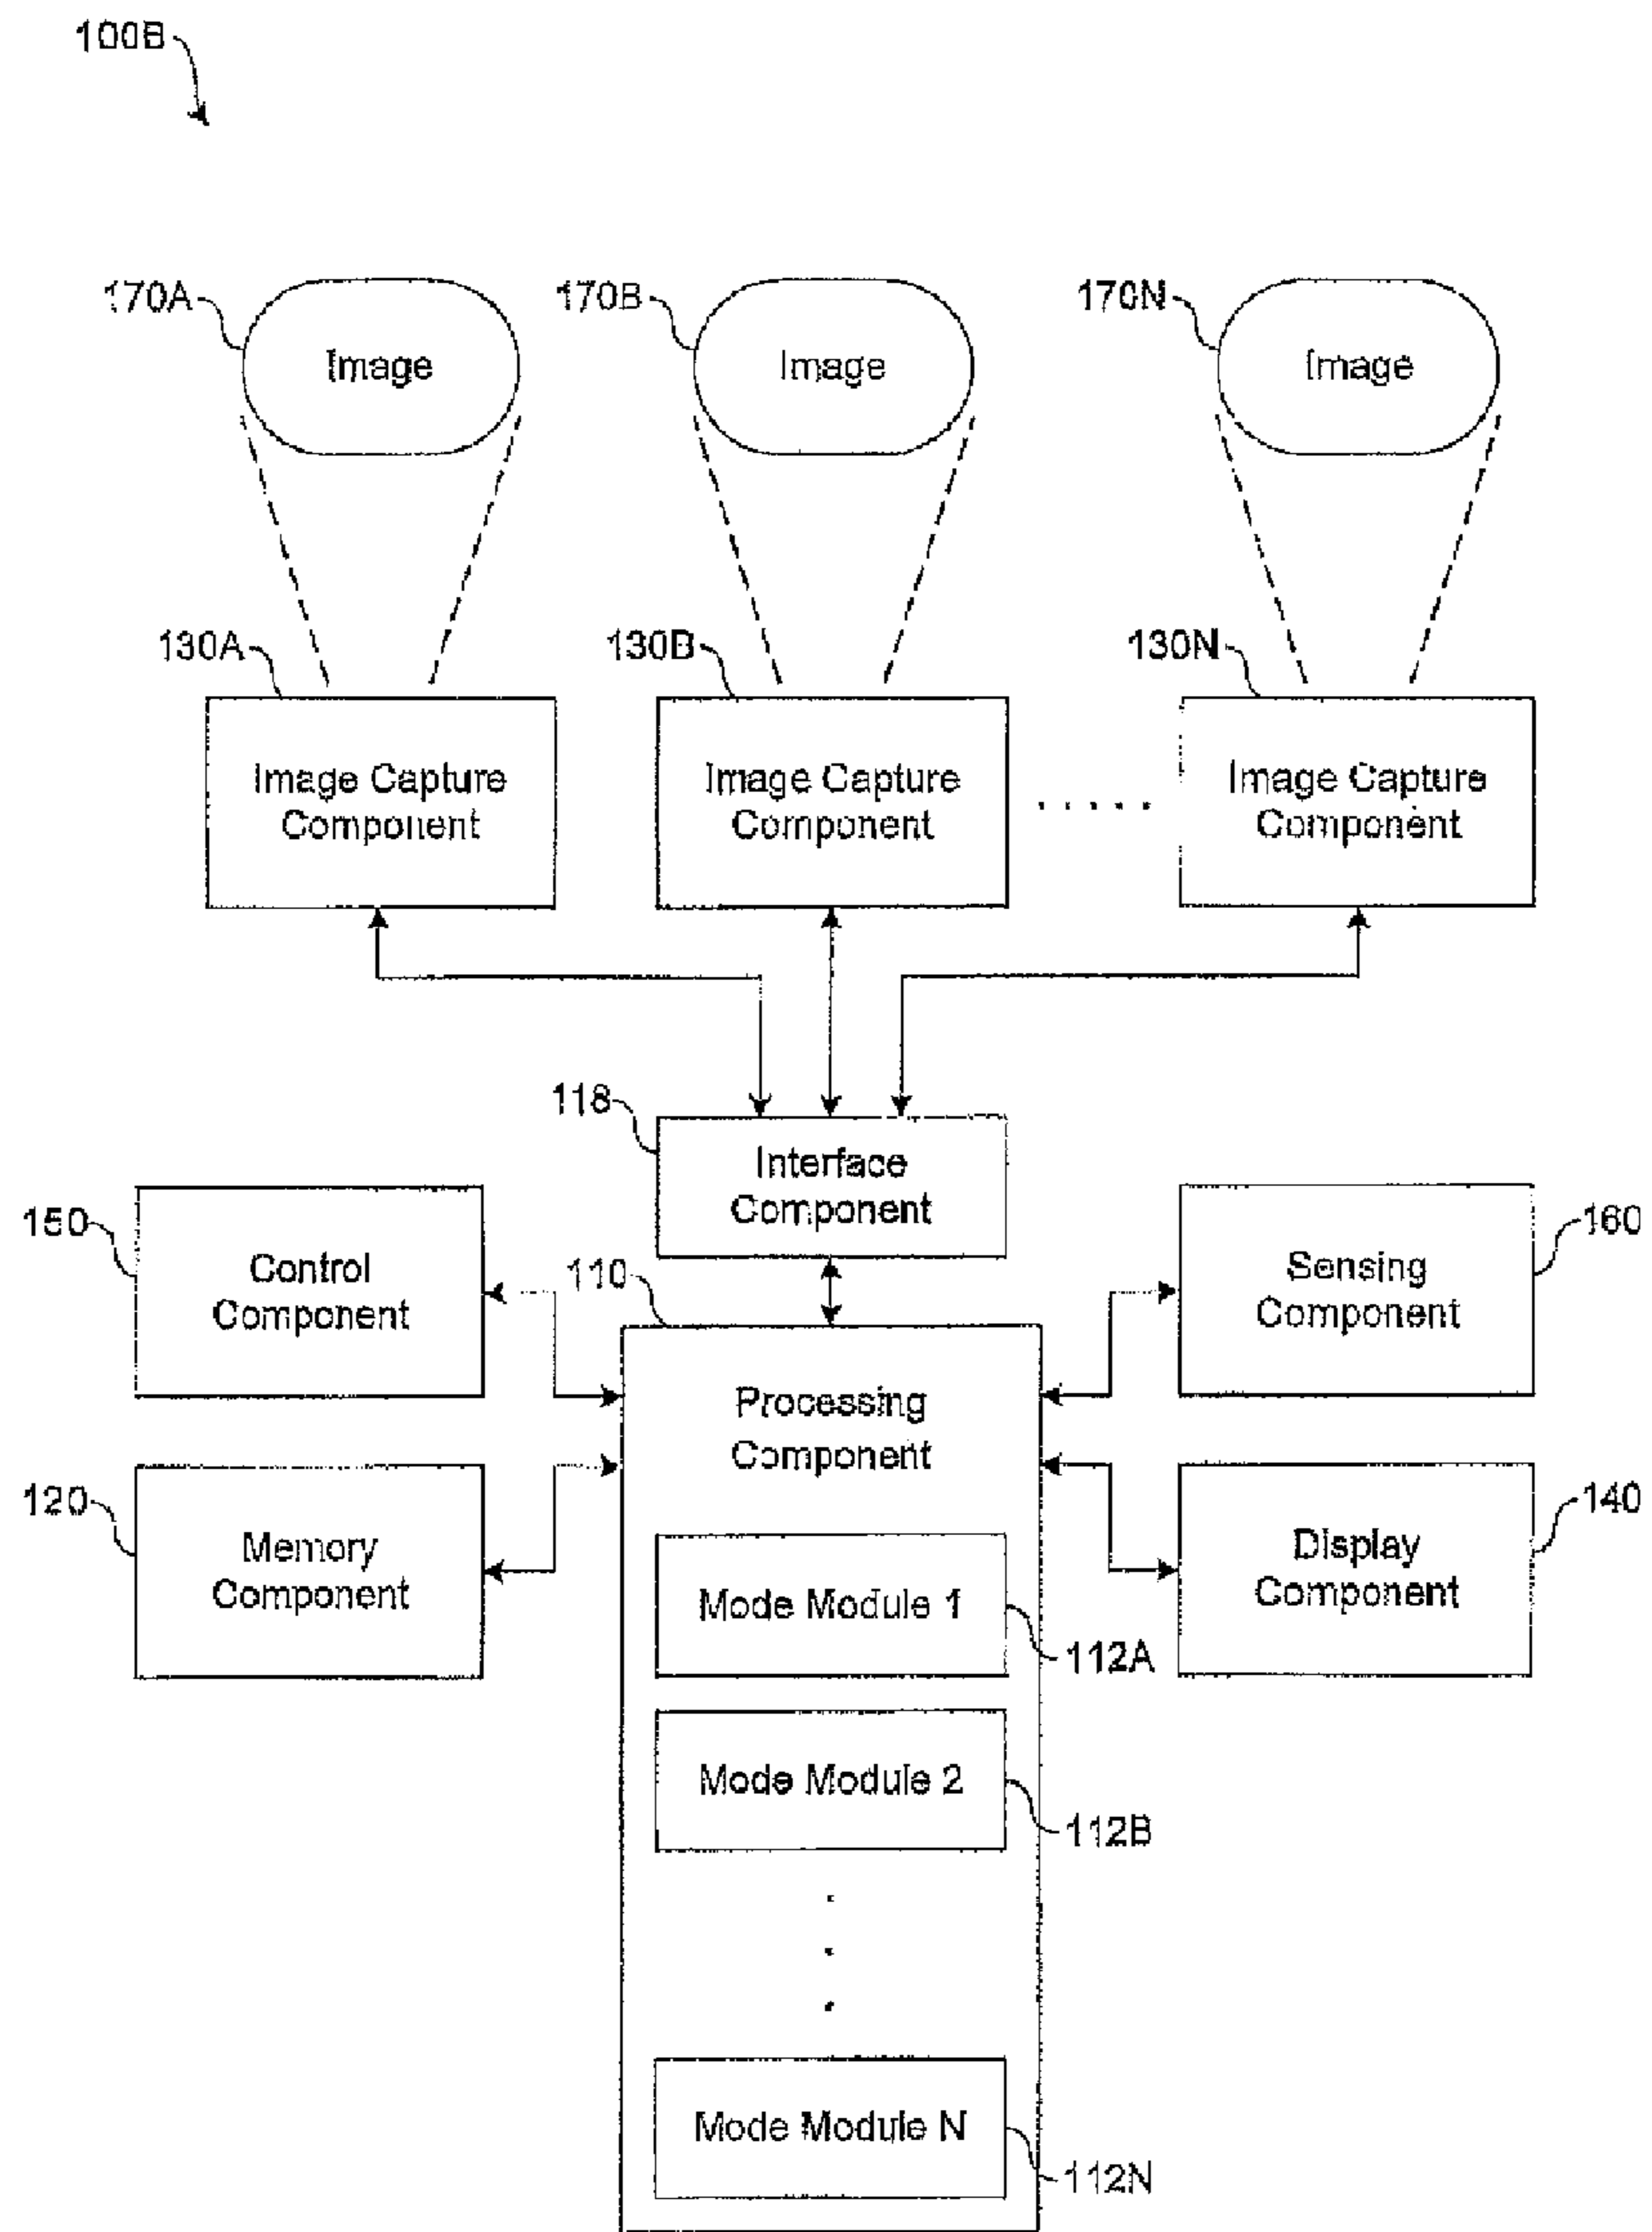 100B
170A
170B
170N
Image
Image
Image
130A
130B
130N
Image Capture
Component
Image Capture
Component
Image Capture
Component
118
Interface
Component
150
Control
Component
160
Sensing
Component
110
Processing
Component
120
Memory
Component
140
Display
Component
Mode Module 1
112A
Mode Module 2
112B
Mode Module N
112N